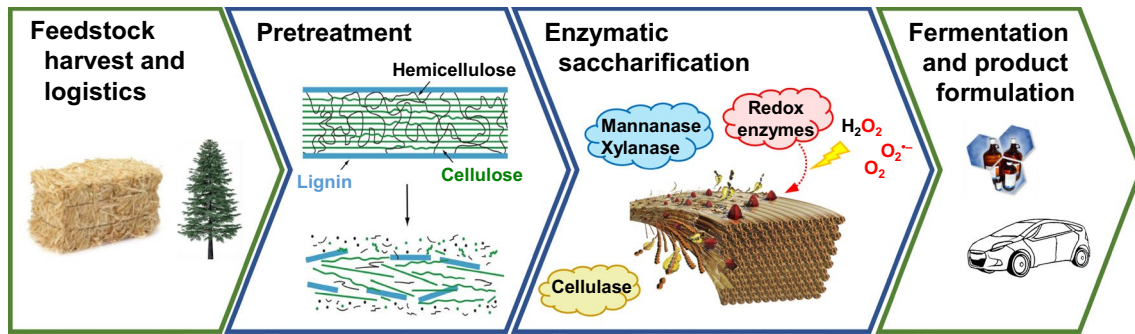 Feedstock
harvest and
logistics
Pretreatment
Hemicellulose
Lignin
Cellulose
Enzymatic
saccharification
Mannanase
Xylanase
Redox
enzymes
H₂O₂
O₂•−
O₂
Cellulase
Fermentation
and product
formulation